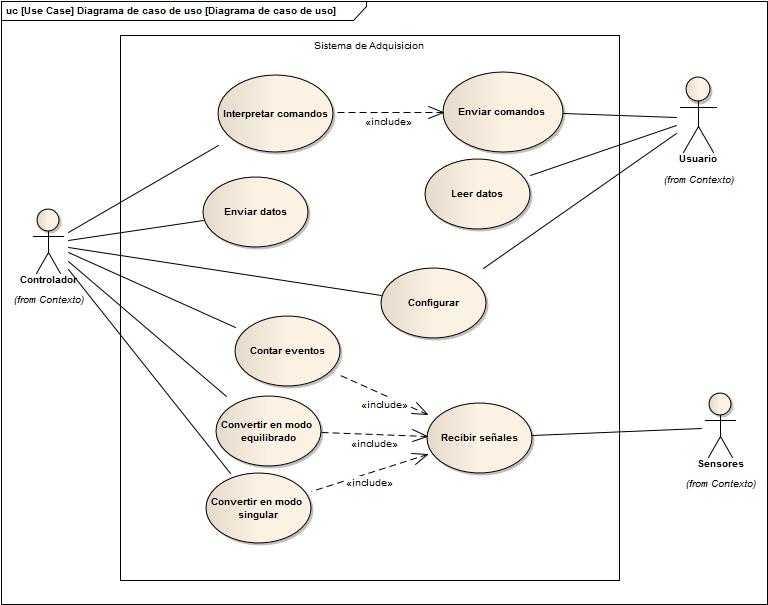 uc [Use Case] Diagrama de caso de uso [Diagrama de caso de uso]
Sistema de Adquisicion
Interpretar comandos
«include»
Enviar comandos
Usuario
(from Contexto)
Leer datos
Enviar datos
Controlador
(from Contexto)
Configurar
Contar eventos
«include»
Convertir en modo
equilibrado
«include»
Recibir señales
Sensores
(from Contexto)
Convertir en modo
singular
«include»